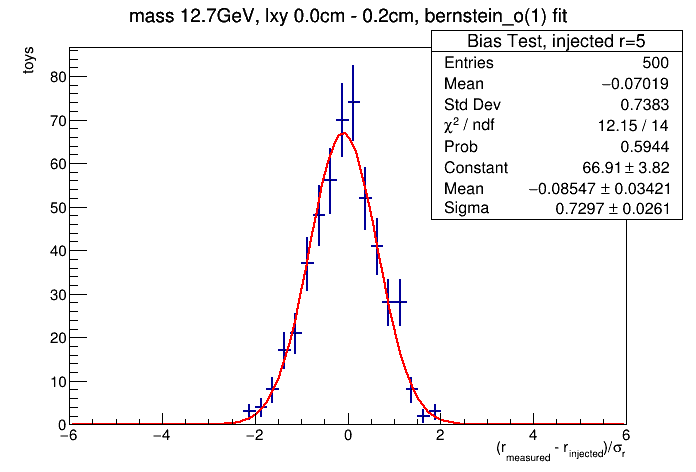 mass 12.7GeV, lxy 0.0cm - 0.2cm, bernstein_o(1) fit
toys
Bias Test, injected r=5
Entries 500
Mean −0.07019
Std Dev 0.7383
χ² / ndf 12.15 / 14
Prob 0.5944
Constant 66.91 ± 3.82
Mean −0.08547 ± 0.03421
Sigma 0.7297 ± 0.0261
80
70
60
50
40
30
20
10
0
−6 −4 −2 0 2 4 6
(r_measured - r_injected)/σ_r